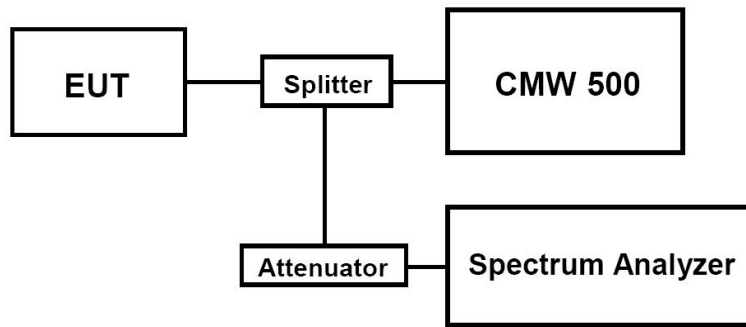 EUT
Splitter
CMW 500
Attenuator
Spectrum Analyzer